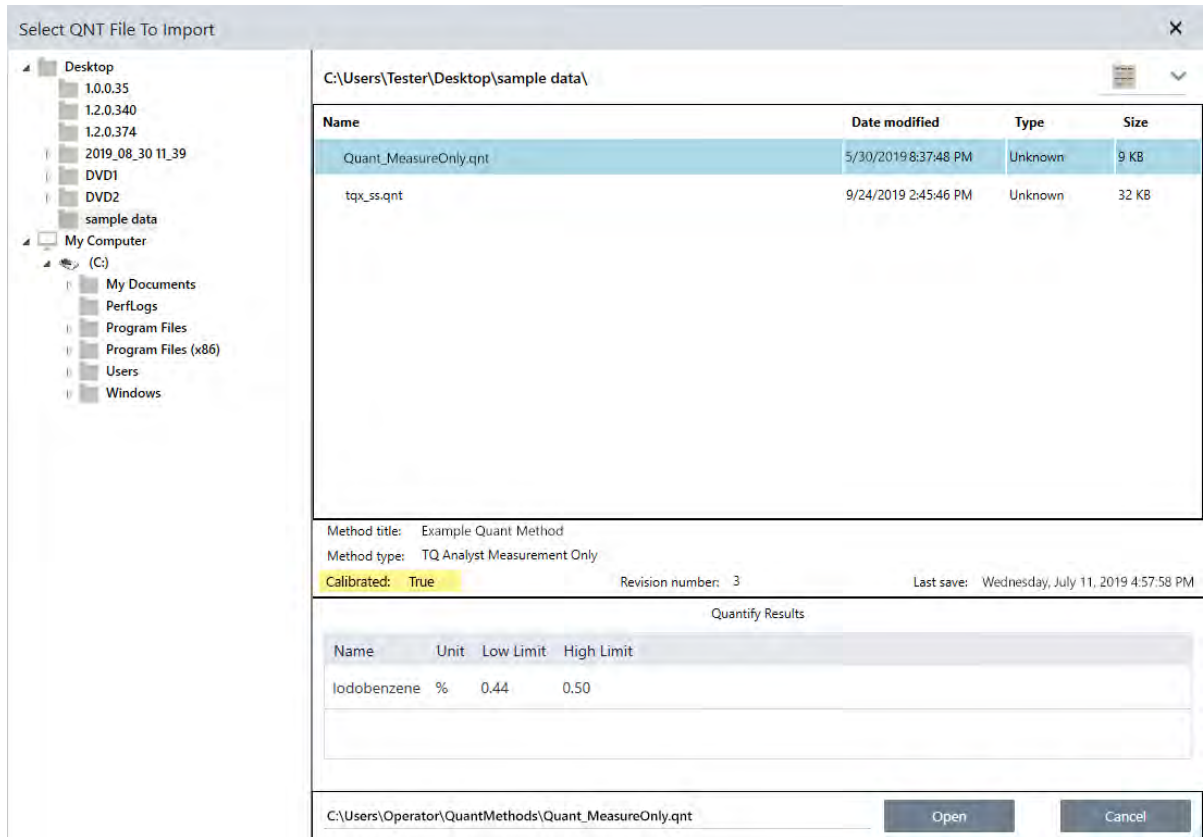 Select QNT File To Import
Desktop
1.0.0.35
1.2.0.340
1.2.0.374
2019_08_30 11_39
DVD1
DVD2
sample data
My Computer
(C:)
My Documents
PerfLogs
Program Files
Program Files (x86)
Users
Windows
C:\Users\Tester\Desktop\sample data\
Name Date modified Type Size
Quant_MeasureOnly.qnt 5/30/2019 8:37:48 PM Unknown 9 KB
tqx_ss.qnt 9/24/2019 2:45:46 PM Unknown 32 KB
Method title: Example Quant Method
Method type: TQ Analyst Measurement Only
Calibrated: True Revision number: 3 Last save: Wednesday, July 11, 2019 4:57:58 PM
Quantify Results
Name Unit Low Limit High Limit
Iodobenzene % 0.44 0.50
C:\Users\Operator\QuantMethods\Quant_MeasureOnly.qnt Open Cancel